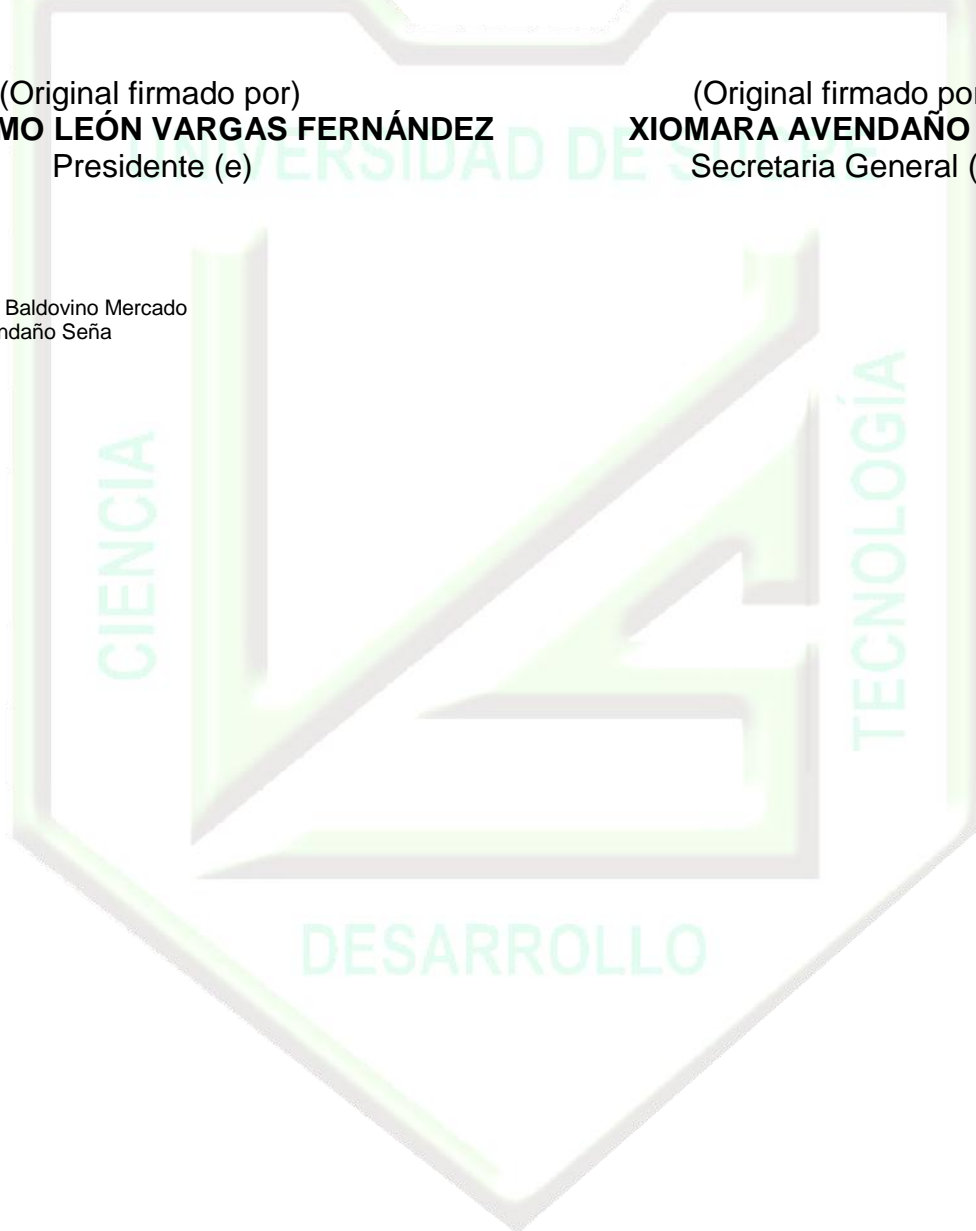 (Original firmado por) (Original firmado por
MO LEÓN VARGAS FERNÁNDEZ XIOMARA AVENDAÑO
Presidente (e) Secretaria General (
UNIVERSIDAD DE SUCRE
Baldovino Mercado
ndaño Seña
CIENCIA
TECNOLOGÍA
DESARROLLO